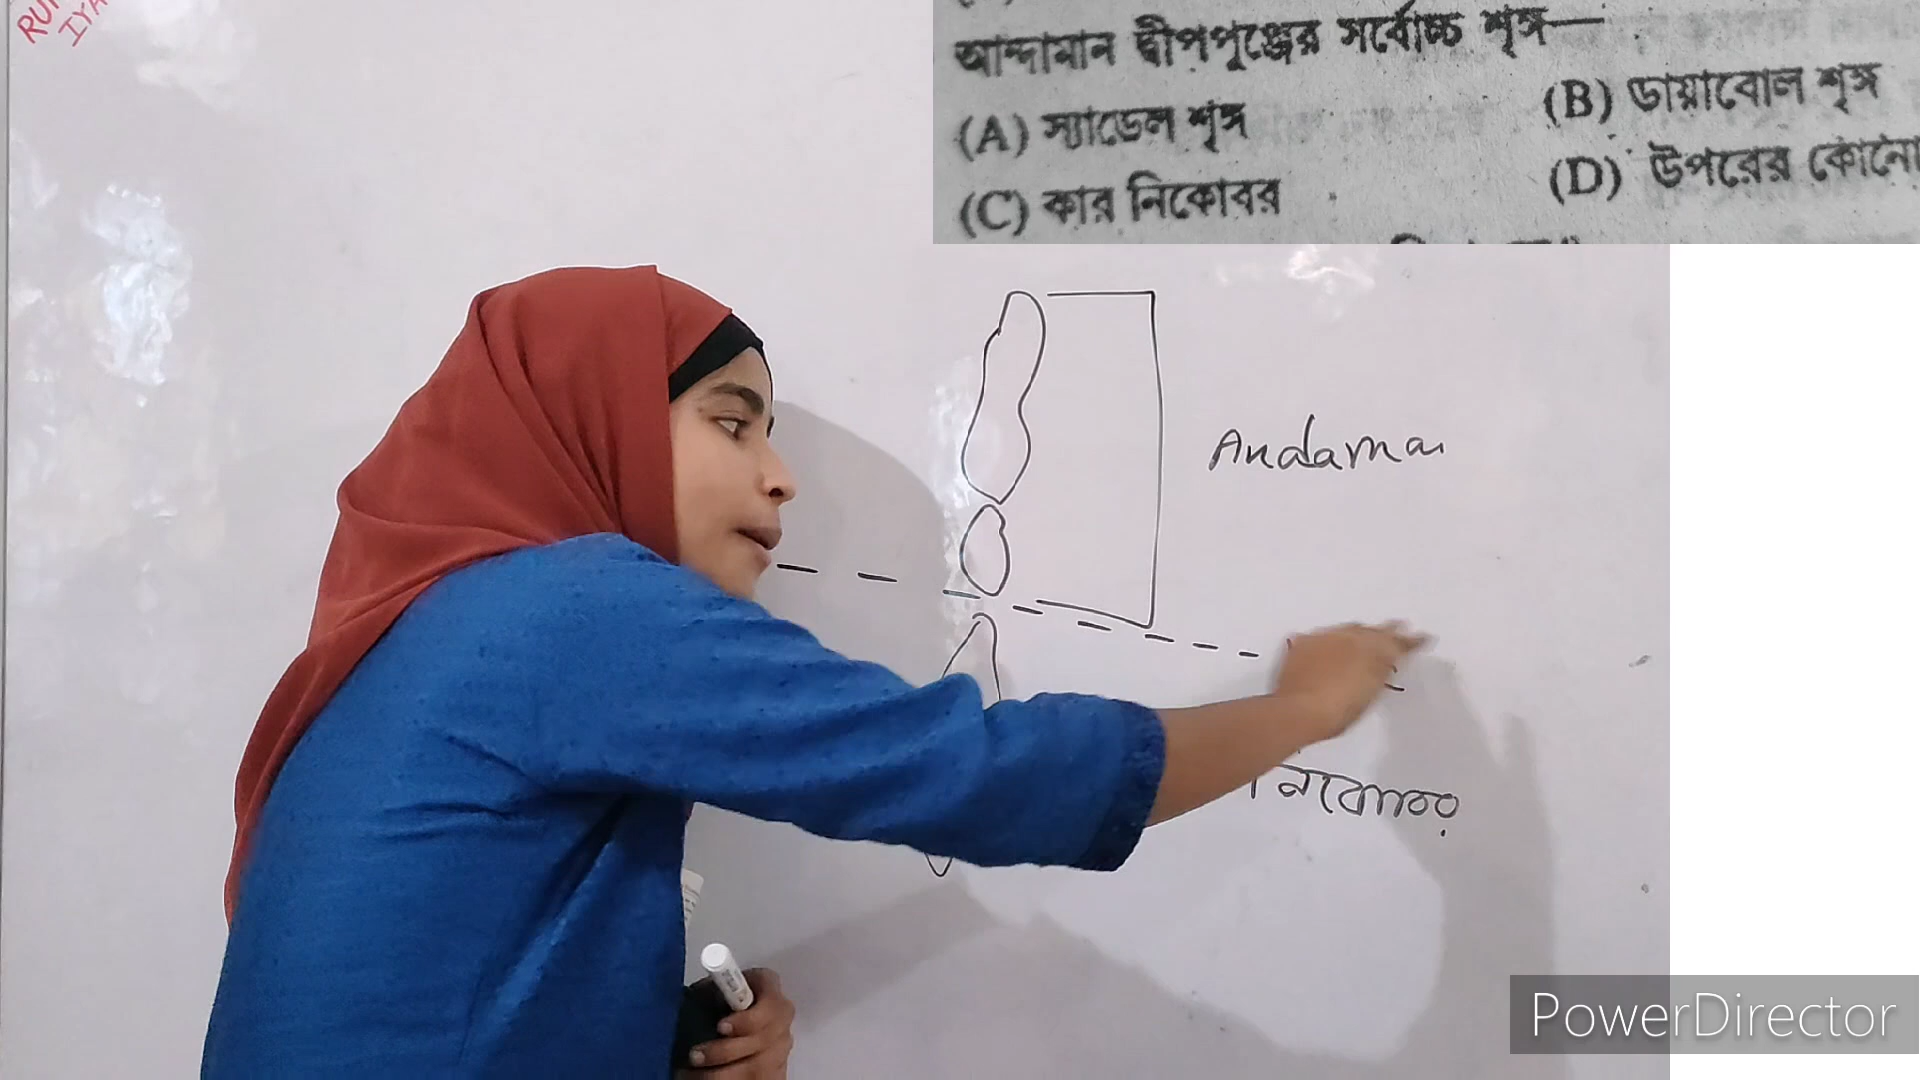 আন্দামান দ্বীপপুঞ্জের সর্বোচ্চ শৃঙ্গ—
(A) স্যাডেল শৃঙ্গ
(B) ডায়াবোল শৃঙ্গ
(C) কার নিকোবর
(D) উপরের কোনো
Andaman
নিকোবর
PowerDirector